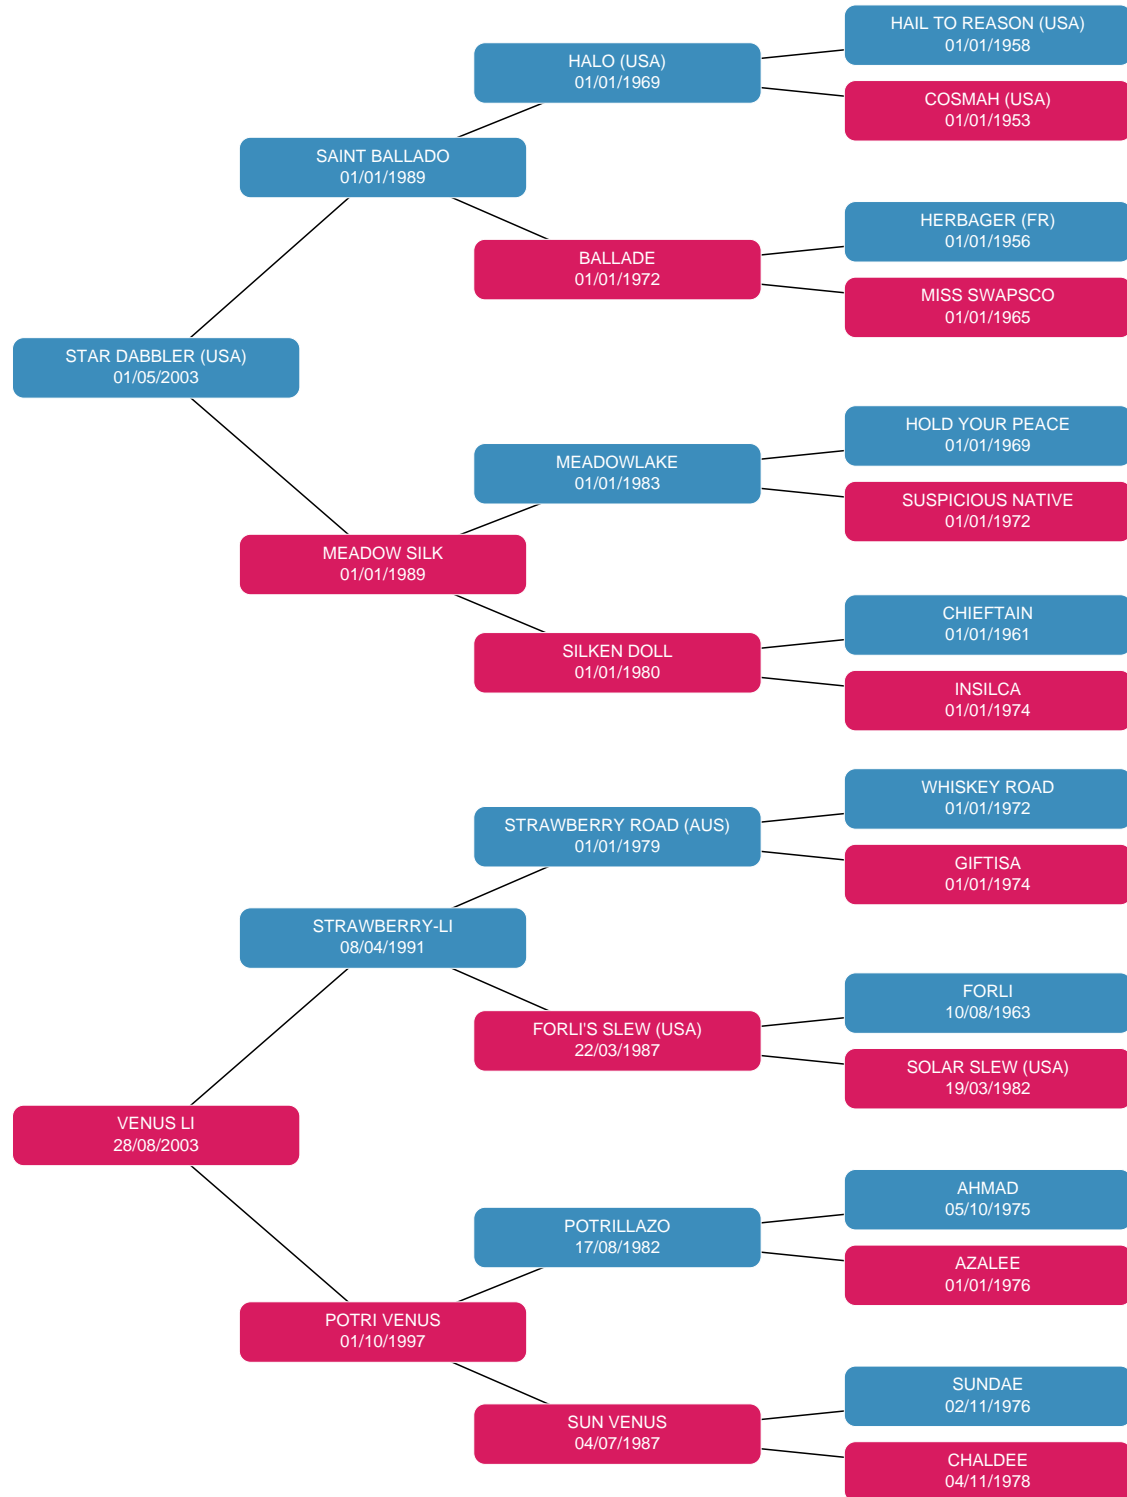 HAIL TO REASON (USA)
01/01/1958
HALO (USA)
01/01/1969
COSMAH (USA)
01/01/1953
SAINT BALLADO
01/01/1989
HERBAGER (FR)
01/01/1956
BALLADE
01/01/1972
MISS SWAPSCO
01/01/1965
STAR DABBLER (USA)
01/05/2003
HOLD YOUR PEACE
01/01/1969
MEADOWLAKE
01/01/1983
SUSPICIOUS NATIVE
01/01/1972
MEADOW SILK
01/01/1989
CHIEFTAIN
01/01/1961
SILKEN DOLL
01/01/1980
INSILCA
01/01/1974
WHISKEY ROAD
01/01/1972
STRAWBERRY ROAD (AUS)
01/01/1979
GIFTISA
01/01/1974
STRAWBERRY-LI
08/04/1991
FORLI
10/08/1963
FORLI'S SLEW (USA)
22/03/1987
SOLAR SLEW (USA)
19/03/1982
VENUS LI
28/08/2003
AHMAD
05/10/1975
POTRILLAZO
17/08/1982
AZALEE
01/01/1976
POTRI VENUS
01/10/1997
SUNDAE
02/11/1976
SUN VENUS
04/07/1987
CHALDEE
04/11/1978